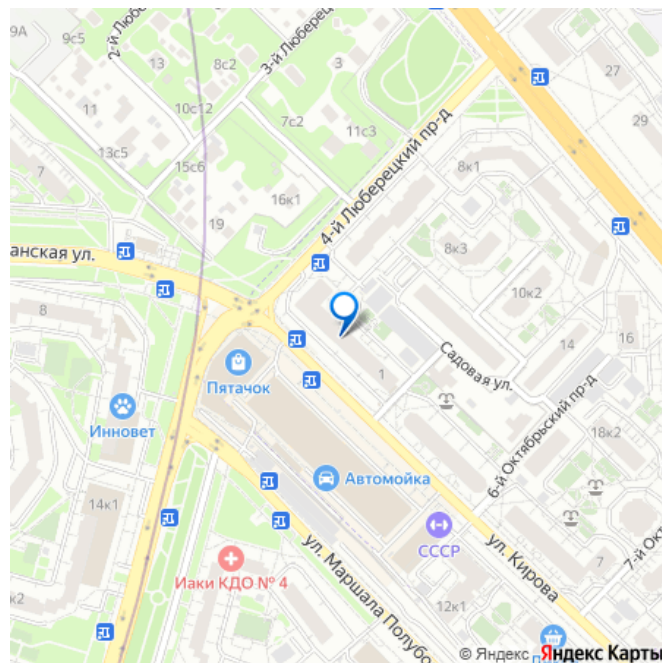 9А
9с5
2-й Люберец
13
8с2
3-й Люберец
3
27
11
10с12
7с2
11с3
29
13с5
15с6
7
16к1
19
4-й Люберецкий пр-д
8к1
анская ул.
8к3
10к2
8
14
16
Пятачок
1
Садовая ул.
Инновет
6-й Октябрьский пр-д
18к2
Автомойка
14к1
СССР
ул. Кирова
7-й Окт
7
Иаки КДО № 4
ул. Маршала Полубо
к2
12к1
© Яндекс Яндекс Карты